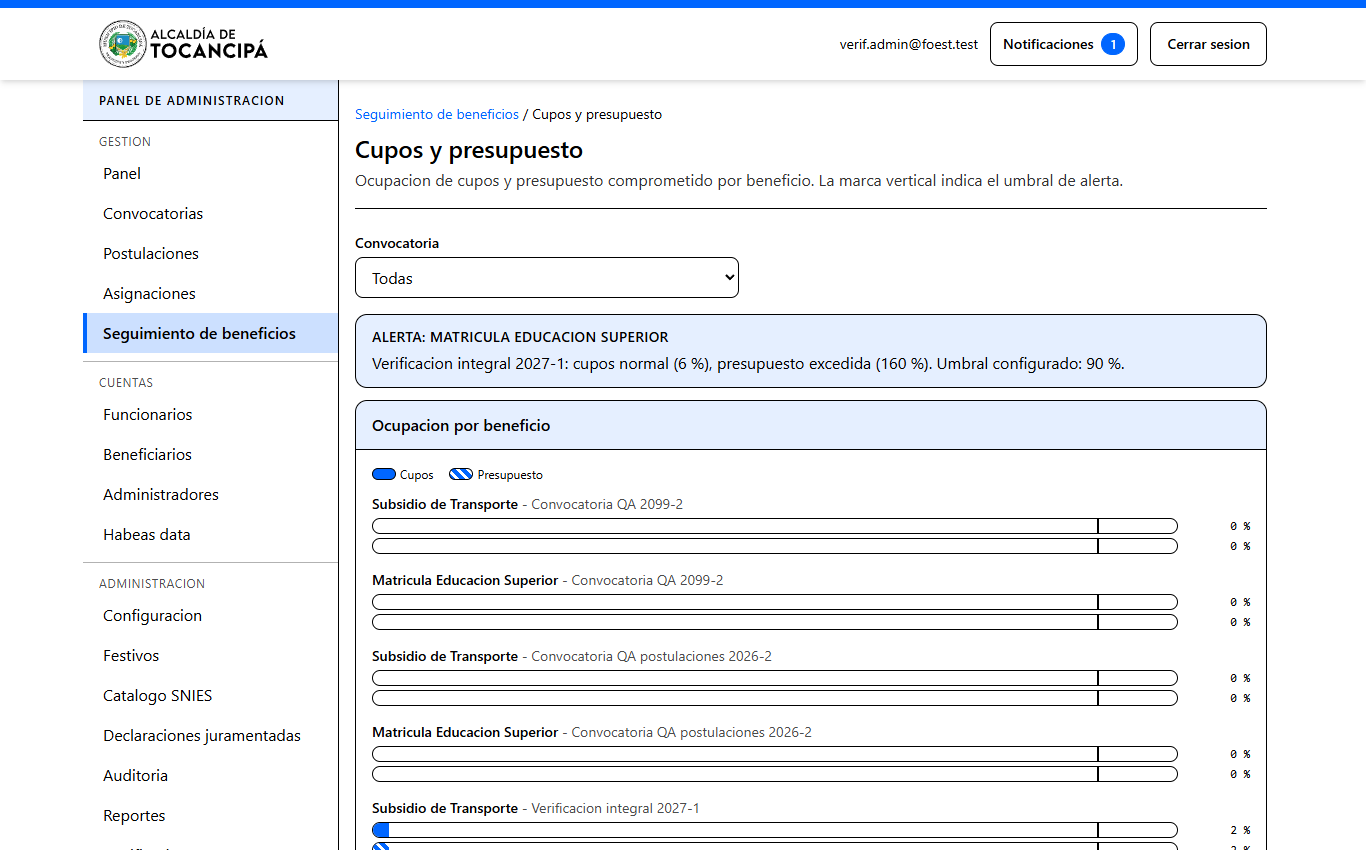 ALCALDÍA DE
TOCANCIPÁ
verif.admin@foest.test
Notificaciones 1
Cerrar sesion
PANEL DE ADMINISTRACION
GESTION
Panel
Convocatorias
Postulaciones
Asignaciones
Seguimiento de beneficios
CUENTAS
Funcionarios
Beneficiarios
Administradores
Habeas data
ADMINISTRACION
Configuracion
Festivos
Catalogo SNIES
Declaraciones juramentadas
Auditoria
Reportes
Seguimiento de beneficios / Cupos y presupuesto
Cupos y presupuesto
Ocupacion de cupos y presupuesto comprometido por beneficio. La marca vertical indica el umbral de alerta.
Convocatoria
Todas
ALERTA: MATRICULA EDUCACION SUPERIOR
Verificacion integral 2027-1: cupos normal (6 %), presupuesto excedida (160 %). Umbral configurado: 90 %.
Ocupacion por beneficio
Cupos Presupuesto
Subsidio de Transporte - Convocatoria QA 2099-2
0 %
0 %
Matricula Educacion Superior - Convocatoria QA 2099-2
0 %
0 %
Subsidio de Transporte - Convocatoria QA postulaciones 2026-2
0 %
0 %
Matricula Educacion Superior - Convocatoria QA postulaciones 2026-2
0 %
0 %
Subsidio de Transporte - Verificacion integral 2027-1
2 %